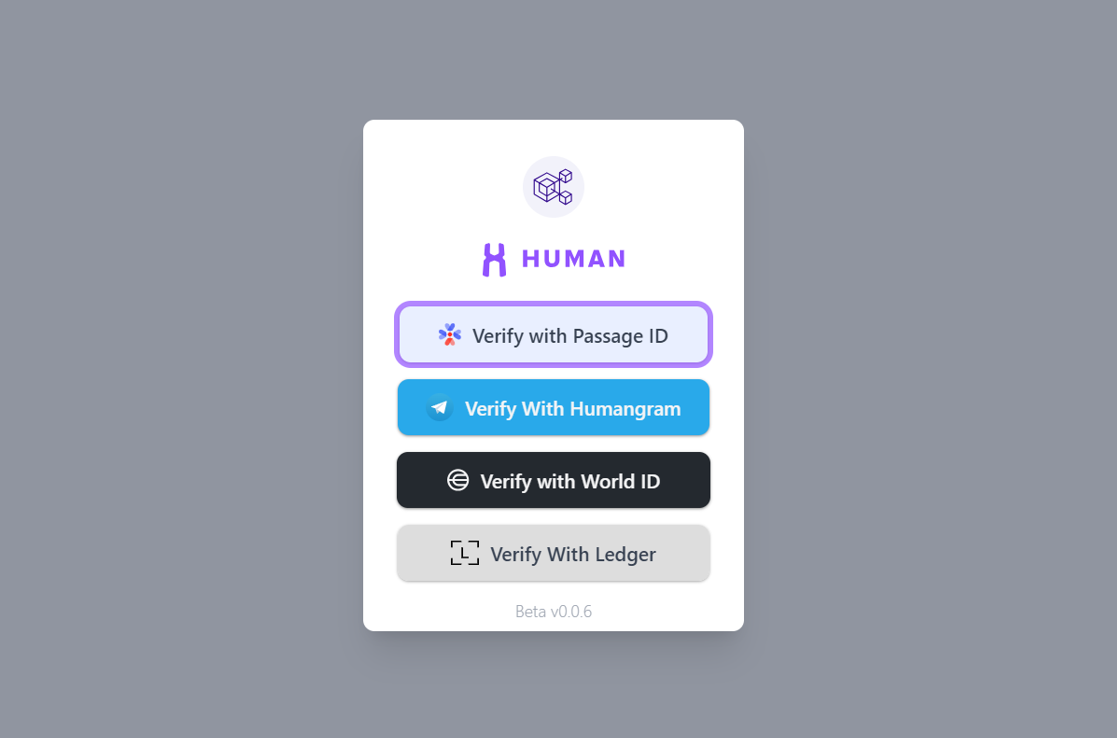 HUMAN
Verify with Passage ID
Verify With Humangram
Verify with World ID
Verify With Ledger
Beta v0.0.6